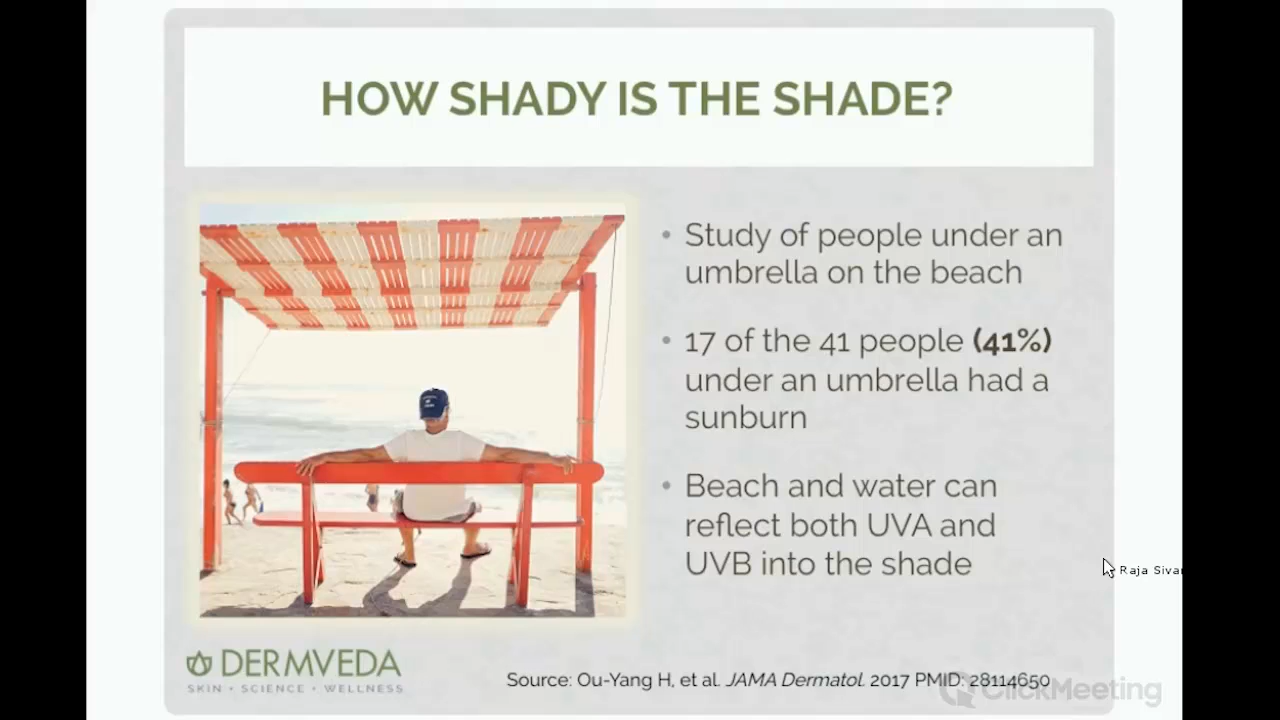 HOW SHADY IS THE SHADE?
• Study of people under an
umbrella on the beach
• 17 of the 41 people (41%)
under an umbrella had a
sunburn
• Beach and water can
reflect both UVA and
UVB into the shade
Raja Sivar
DERMVEDA
SKIN • SCIENCE • WELLNESS
Source: Ou-Yang H, et al. JAMA Dermatol. 2017 PMID: 28114650
ClickMeeting